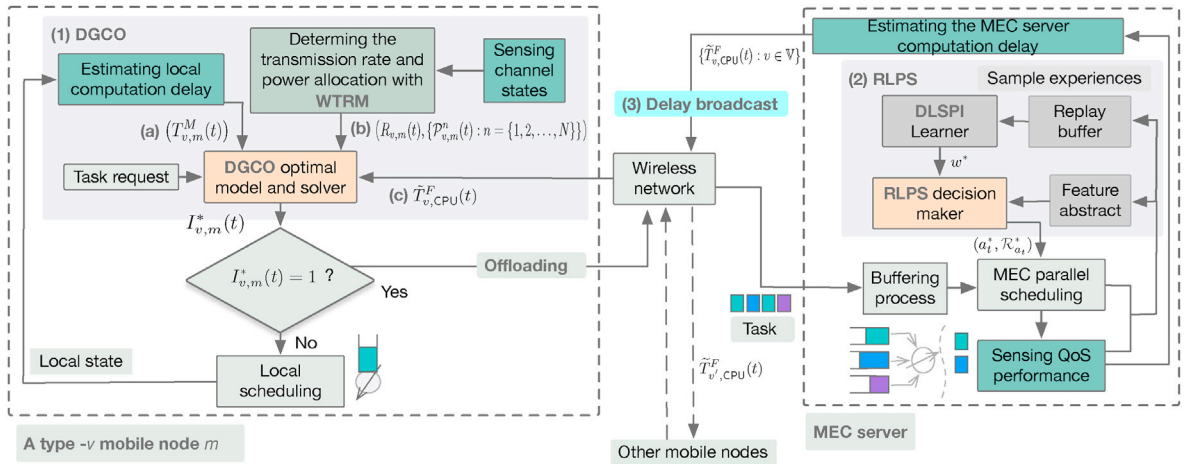 (1) DGCO
Estimating local
computation delay
Determing the
transmission rate and
power allocation with
WTRM
Sensing
channel
states
(a) (T^M_{v,m}(t))
(b) (R_{v,m}(t),{P^n_{v,m}(t) : n = {1,2,...,N}})
Task request
DGCO optimal
model and solver
(c) T̃^F_{v,CPU}(t)
I^*_{v,m}(t)
I^*_{v,m}(t) = 1 ?
Yes
No
Offloading
Local state
Local
scheduling
A type -v mobile node m
{T̃^F_{v,CPU}(t) : v ∈ 𝕍}
(3) Delay broadcast
Wireless
network
Task
T̃^F_{v',CPU}(t)
Other mobile nodes
Estimating the MEC server
computation delay
(2) RLPS
Sample experiences
DLSPI
Learner
Replay
buffer
w*
RLPS decision
maker
Feature
abstract
(a^*_t, R^*_{a_t})
Buffering
process
MEC parallel
scheduling
Sensing QoS
performance
MEC server